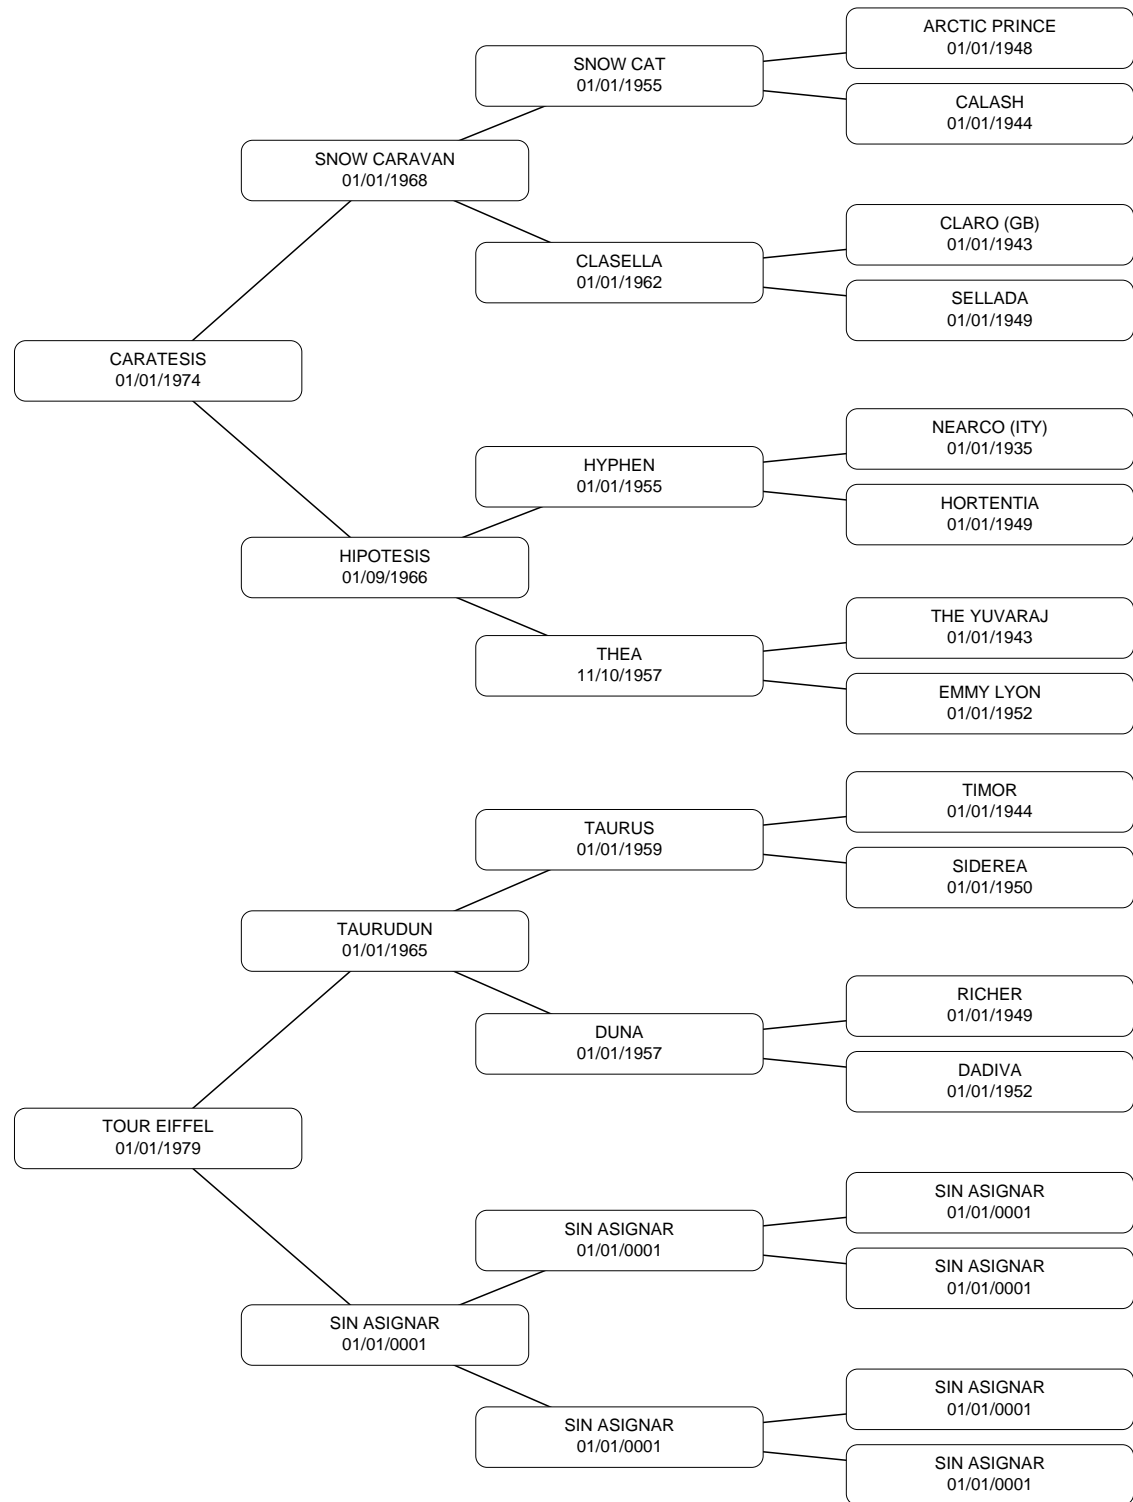 ARCTIC PRINCE
01/01/1948
SNOW CAT
01/01/1955
CALASH
01/01/1944
SNOW CARAVAN
01/01/1968
CLARO (GB)
01/01/1943
CLASELLA
01/01/1962
SELLADA
01/01/1949
CARATESIS
01/01/1974
NEARCO (ITY)
01/01/1935
HYPHEN
01/01/1955
HORTENTIA
01/01/1949
HIPOTESIS
01/09/1966
THE YUVARAJ
01/01/1943
THEA
11/10/1957
EMMY LYON
01/01/1952
TIMOR
01/01/1944
TAURUS
01/01/1959
SIDEREA
01/01/1950
TAURUDUN
01/01/1965
RICHER
01/01/1949
DUNA
01/01/1957
DADIVA
01/01/1952
TOUR EIFFEL
01/01/1979
SIN ASIGNAR
01/01/0001
SIN ASIGNAR
01/01/0001
SIN ASIGNAR
01/01/0001
SIN ASIGNAR
01/01/0001
SIN ASIGNAR
01/01/0001
SIN ASIGNAR
01/01/0001
SIN ASIGNAR
01/01/0001